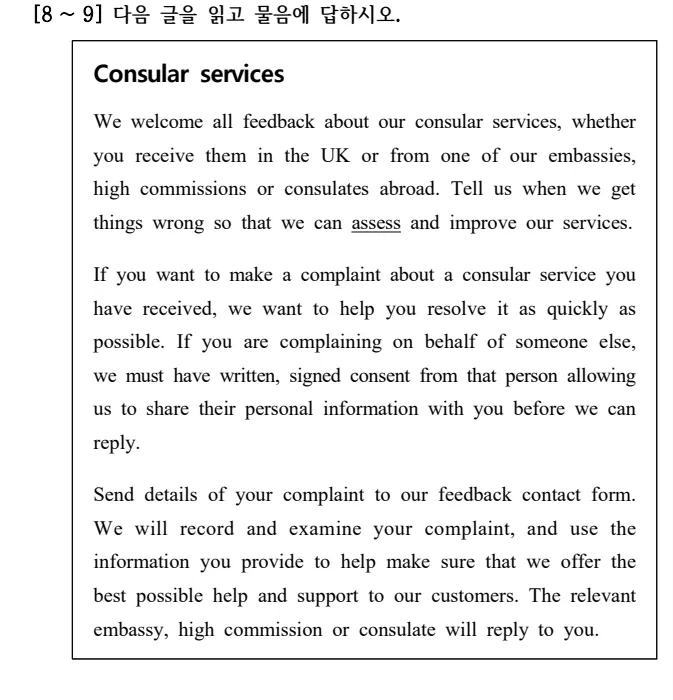 [8 ~ 9] 다음 글을 읽고 물음에 답하시오.
Consular services
We welcome all feedback about our consular services, whether
you receive them in the UK or from one of our embassies,
high commissions or consulates abroad. Tell us when we get
things wrong so that we can assess and improve our services.
If you want to make a complaint about a consular service you
have received, we want to help you resolve it as quickly as
possible. If you are complaining on behalf of someone else,
we must have written, signed consent from that person allowing
us to share their personal information with you before we can
reply.
Send details of your complaint to our feedback contact form.
We will record and examine your complaint, and use the
information you provide to help make sure that we offer the
best possible help and support to our customers. The relevant
embassy, high commission or consulate will reply to you.